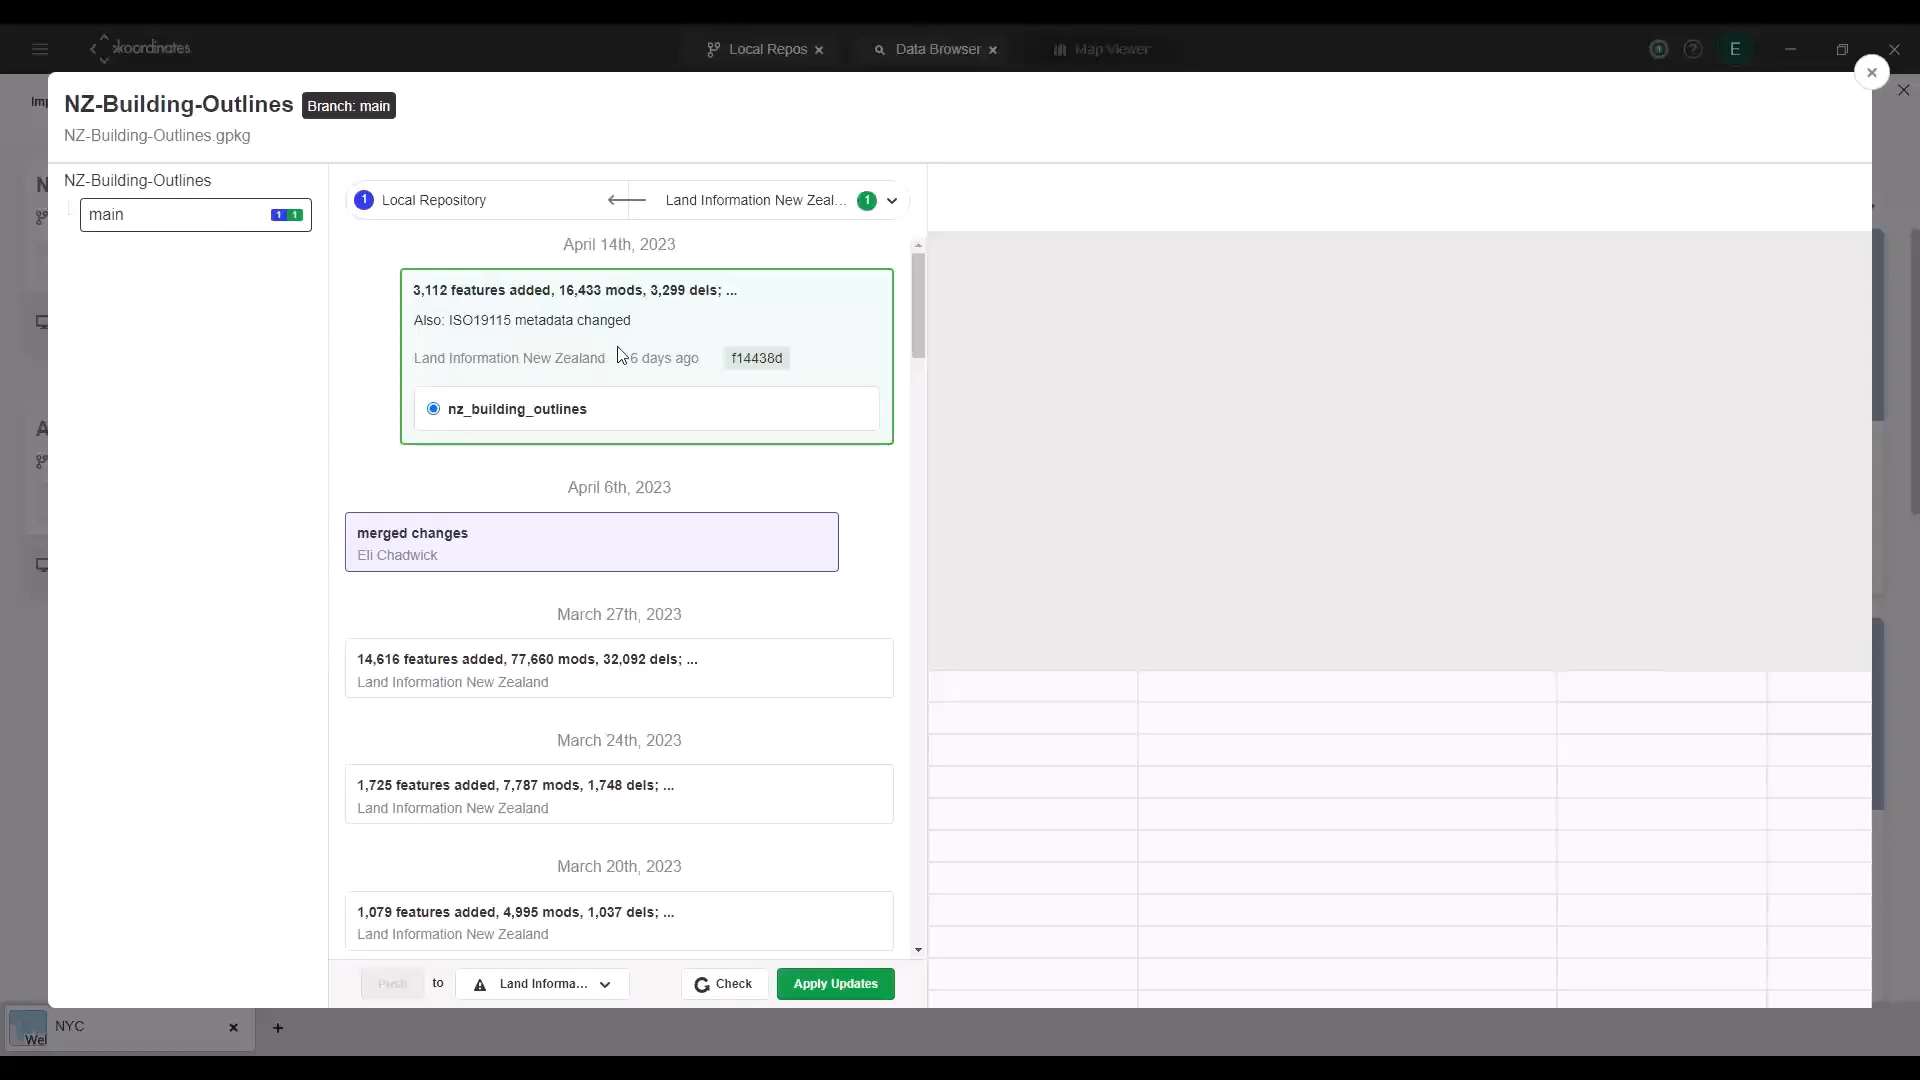 koordinates
Local Repos
Data Browser
Map Viewer
E
NZ-Building-Outlines
Branch: main
NZ-Building-Outlines.gpkg
NZ-Building-Outlines
main
1 1
1 Local Repository
Land Information New Zeal... 1
April 14th, 2023
3,112 features added, 16,433 mods, 3,299 dels; ...
Also: ISO19115 metadata changed
Land Information New Zealand
6 days ago
f14438d
nz_building_outlines
April 6th, 2023
merged changes
Eli Chadwick
March 27th, 2023
14,616 features added, 77,660 mods, 32,092 dels; ...
Land Information New Zealand
March 24th, 2023
1,725 features added, 7,787 mods, 1,748 dels; ...
Land Information New Zealand
March 20th, 2023
1,079 features added, 4,995 mods, 1,037 dels; ...
Land Information New Zealand
Push to
Land Informa...
Check
Apply Updates
Wel
NYC